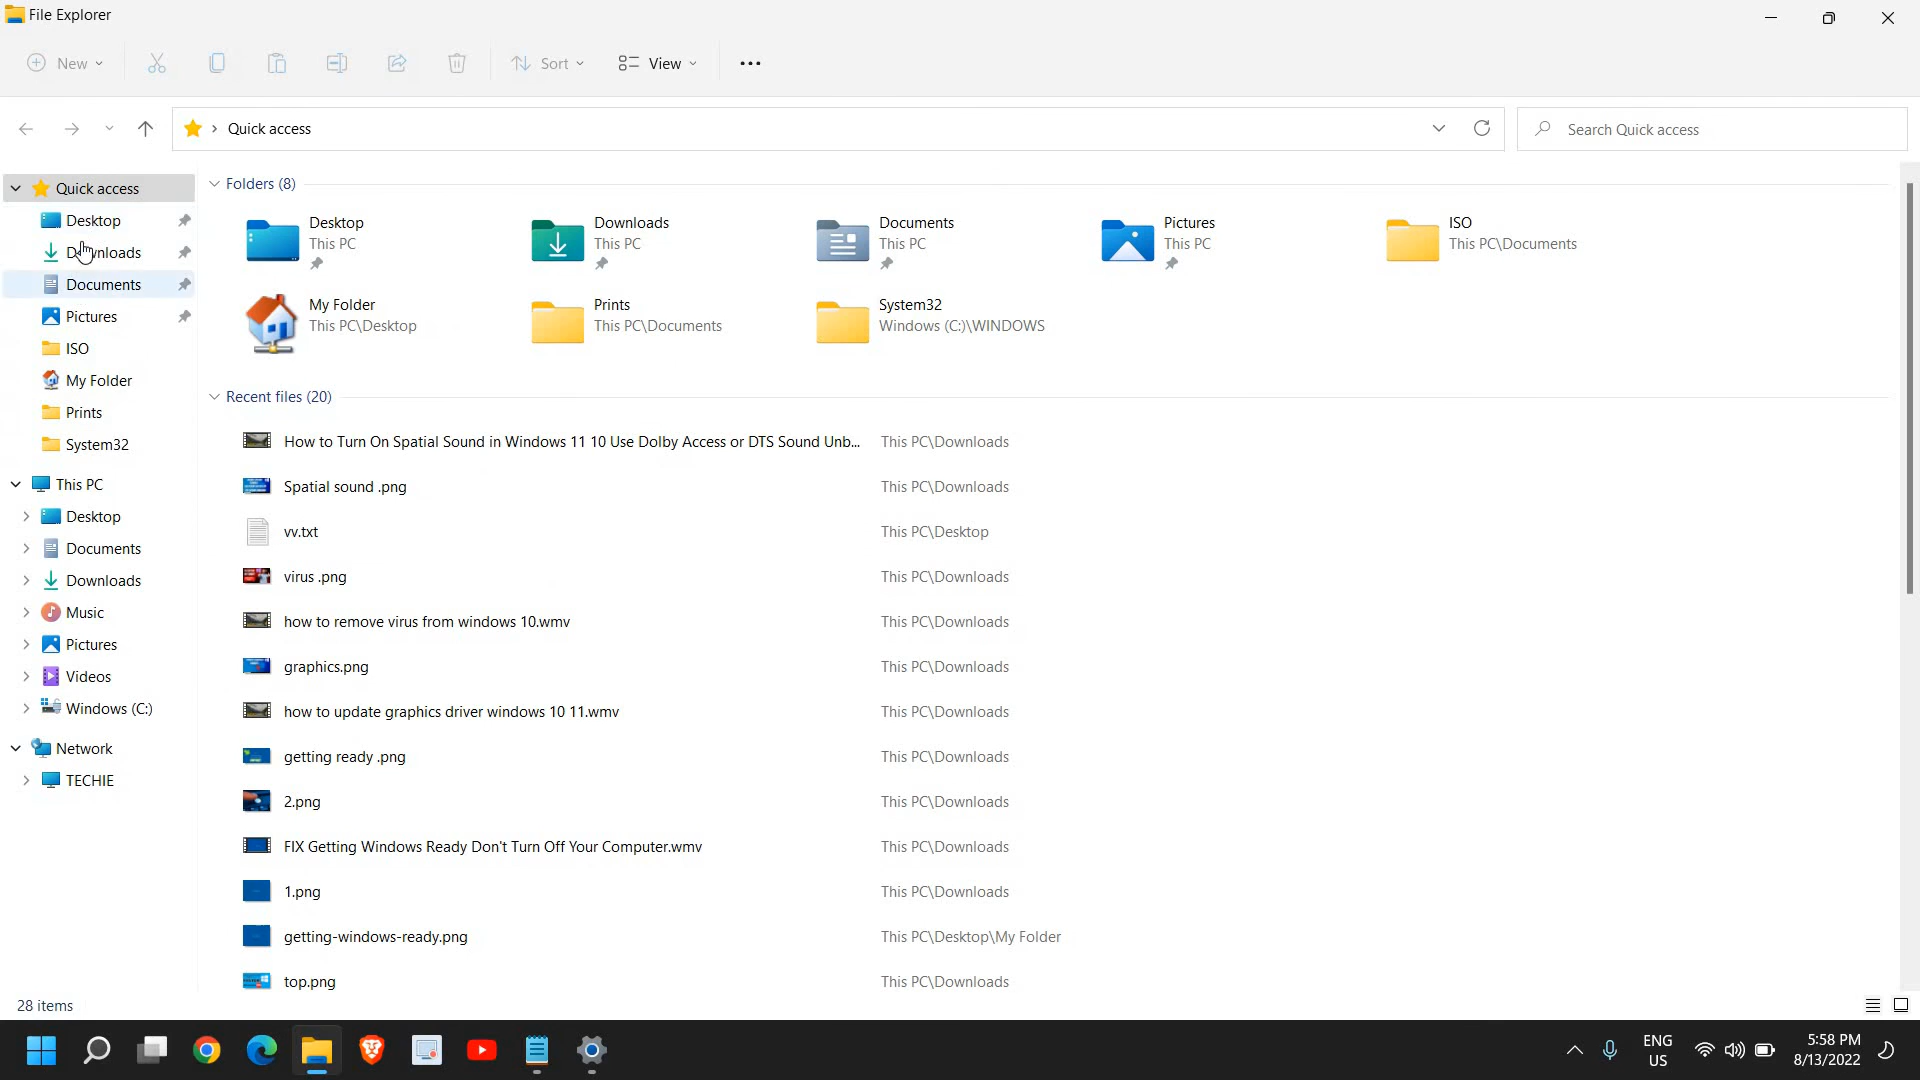 File Explorer
New
Sort
View
Quick access
Search Quick access
Quick access
Desktop
Downloads
Documents
Pictures
ISO
My Folder
Prints
System32
This PC
Desktop
Documents
Downloads
Music
Pictures
Videos
Windows (C:)
Network
TECHIE
Folders (8)
Desktop
This PC
Downloads
This PC
Documents
This PC
Pictures
This PC
ISO
This PC\Documents
My Folder
This PC\Desktop
Prints
This PC\Documents
System32
Windows (C:)\WINDOWS
Recent files (20)
How to Turn On Spatial Sound in Windows 11 10 Use Dolby Access or DTS Sound Unb... This PC\Downloads
Spatial sound .png This PC\Downloads
vv.txt This PC\Desktop
virus .png This PC\Downloads
how to remove virus from windows 10.wmv This PC\Downloads
graphics.png This PC\Downloads
how to update graphics driver windows 10 11.wmv This PC\Downloads
getting ready .png This PC\Downloads
2.png This PC\Downloads
FIX Getting Windows Ready Don't Turn Off Your Computer.wmv This PC\Downloads
1.png This PC\Downloads
getting-windows-ready.png This PC\Desktop\My Folder
top.png This PC\Downloads
28 items
ENG
US
5:58 PM
8/13/2022